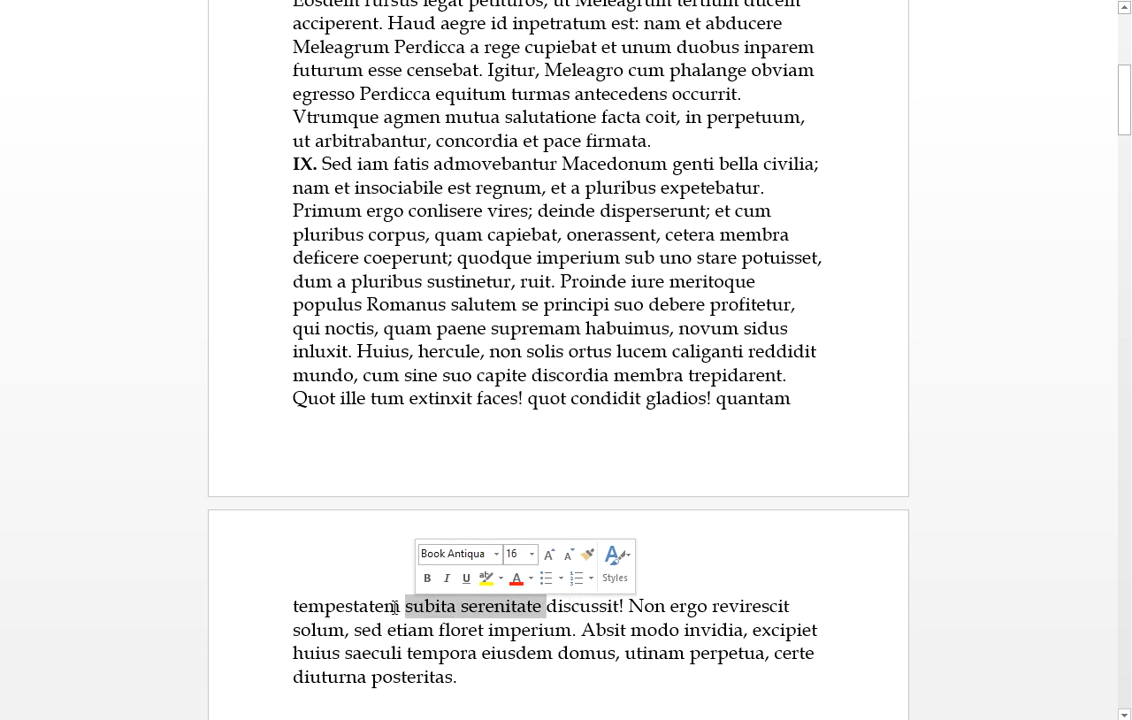 Eosdem rursus legat petituros, ut Meleagrum tertium ducem
acciperent. Haud aegre id inpetratum est: nam et abducere
Meleagrum Perdicca a rege cupiebat et unum duobus inparem
futurum esse censebat. Igitur, Meleagro cum phalange obviam
egresso Perdicca equitum turmas antecedens occurrit.
Vtrumque agmen mutua salutatione facta coit, in perpetuum,
ut arbitrabantur, concordia et pace firmata.
IX. Sed iam fatis admovebantur Macedonum genti bella civilia;
nam et insociabile est regnum, et a pluribus expetebatur.
Primum ergo conlisere vires; deinde disperserunt; et cum
pluribus corpus, quam capiebat, onerassent, cetera membra
deficere coeperunt; quodque imperium sub uno stare potuisset,
dum a pluribus sustinetur, ruit. Proinde iure meritoque
populus Romanus salutem se principi suo debere profitetur,
qui noctis, quam paene supremam habuimus, novum sidus
inluxit. Huius, hercule, non solis ortus lucem caliganti reddidit
mundo, cum sine suo capite discordia membra trepidarent.
Quot ille tum extinxit faces! quot condidit gladios! quantam
Book Antiqua 16
B I U ab A Styles
tempestatem subita serenitate discussit! Non ergo revirescit
solum, sed etiam floret imperium. Absit modo invidia, excipiet
huius saeculi tempora eiusdem domus, utinam perpetua, certe
diuturna posteritas.